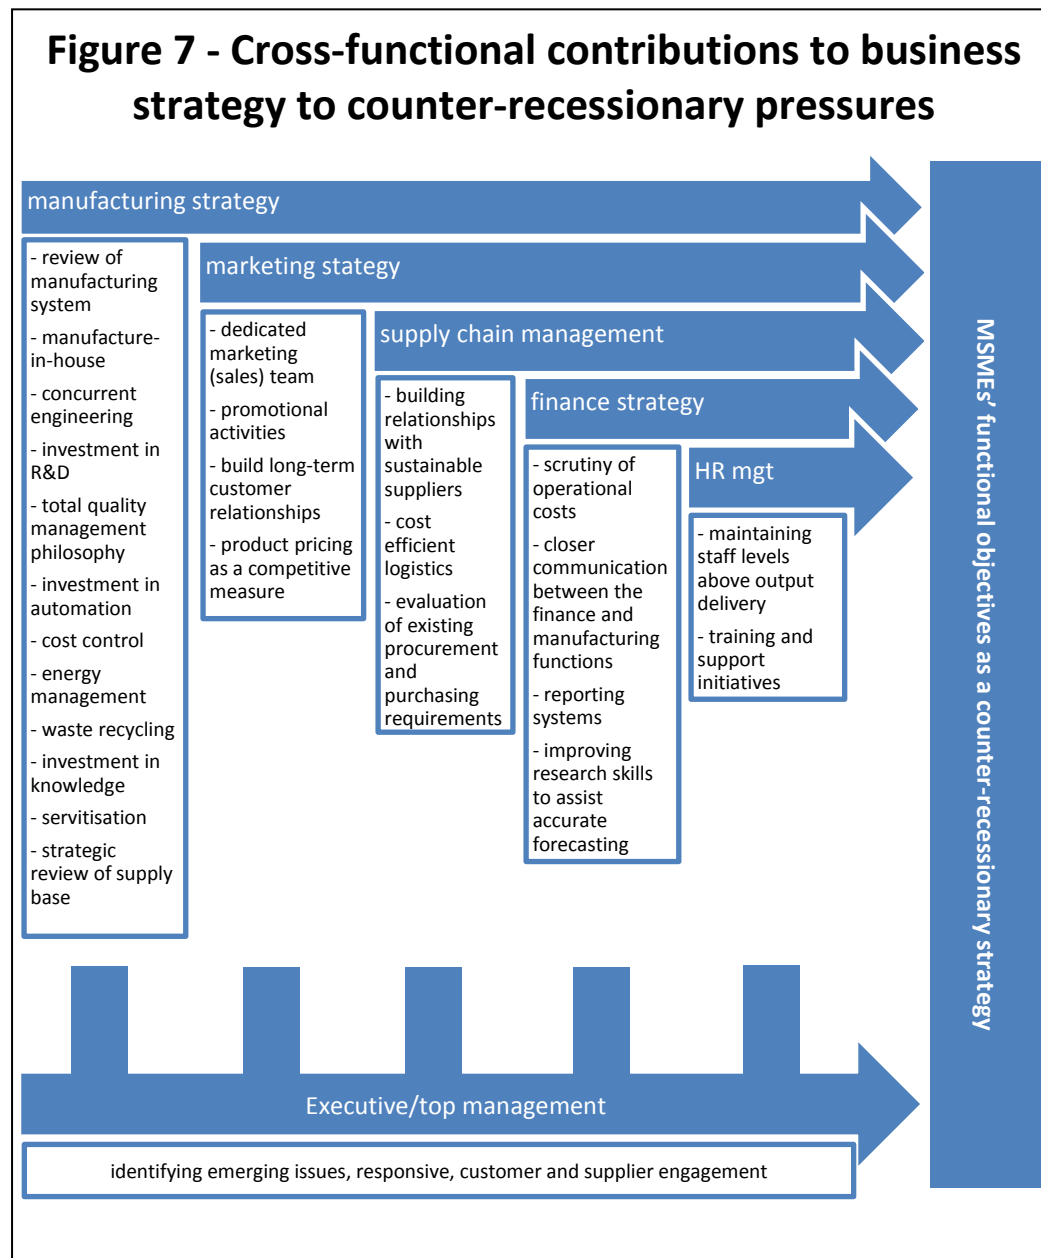 Figure 7 - Cross-functional contributions to business
strategy to counter-recessionary pressures
manufacturing strategy
- review of
manufacturing
system
- manufacture-
in-house
- concurrent
engineering
- investment in
R&D
- total quality
management
philosophy
- investment in
automation
- cost control
- energy
management
- waste recycling
- investment in
knowledge
- servitisation
- strategic
review of supply
base
marketing stategy
- dedicated
marketing
(sales) team
- promotional
activities
- build long-term
customer
relationships
- product pricing
as a competitive
measure
supply chain management
- building
relationships
with
sustainable
suppliers
- cost
efficient
logistics
- evaluation
of existing
procurement
and
purchasing
requirements
finance strategy
- scrutiny of
operational
costs
- closer
communication
between the
finance and
manufacturing
functions
- reporting
systems
- improving
research skills
to assist
accurate
forecasting
HR mgt
- maintaining
staff levels
above output
delivery
- training and
support
initiatives
MSMEs' functional objectives as a counter-recessionary strategy
Executive/top management
identifying emerging issues, responsive, customer and supplier engagement